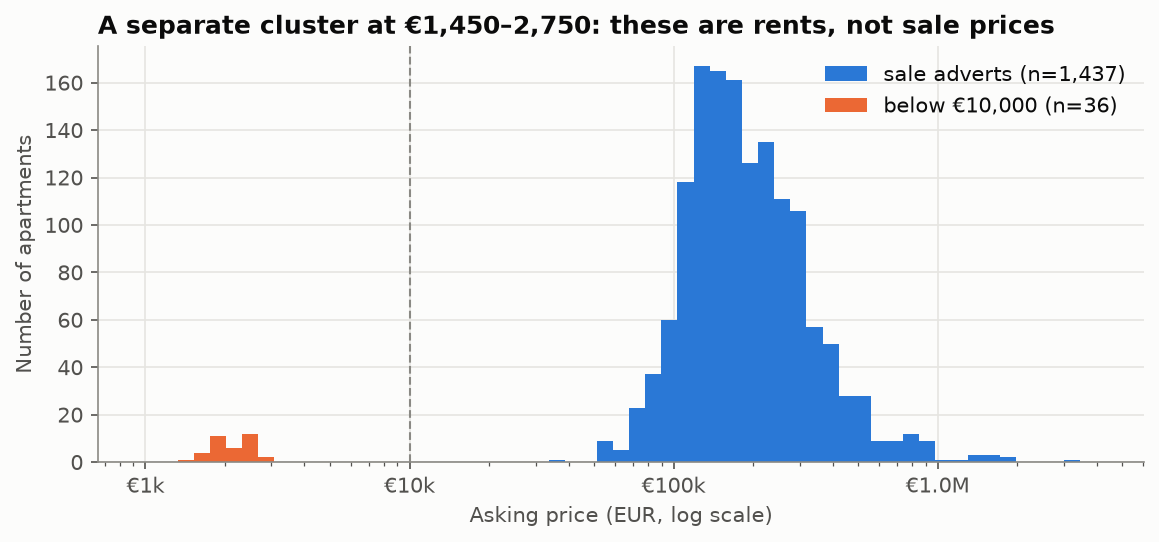 A separate cluster at €1,450–2,750: these are rents, not sale prices
sale adverts (n=1,437)
below €10,000 (n=36)
Number of apartments
160
140
120
100
80
60
40
20
0
€1k
€10k
€100k
€1.0M
Asking price (EUR, log scale)